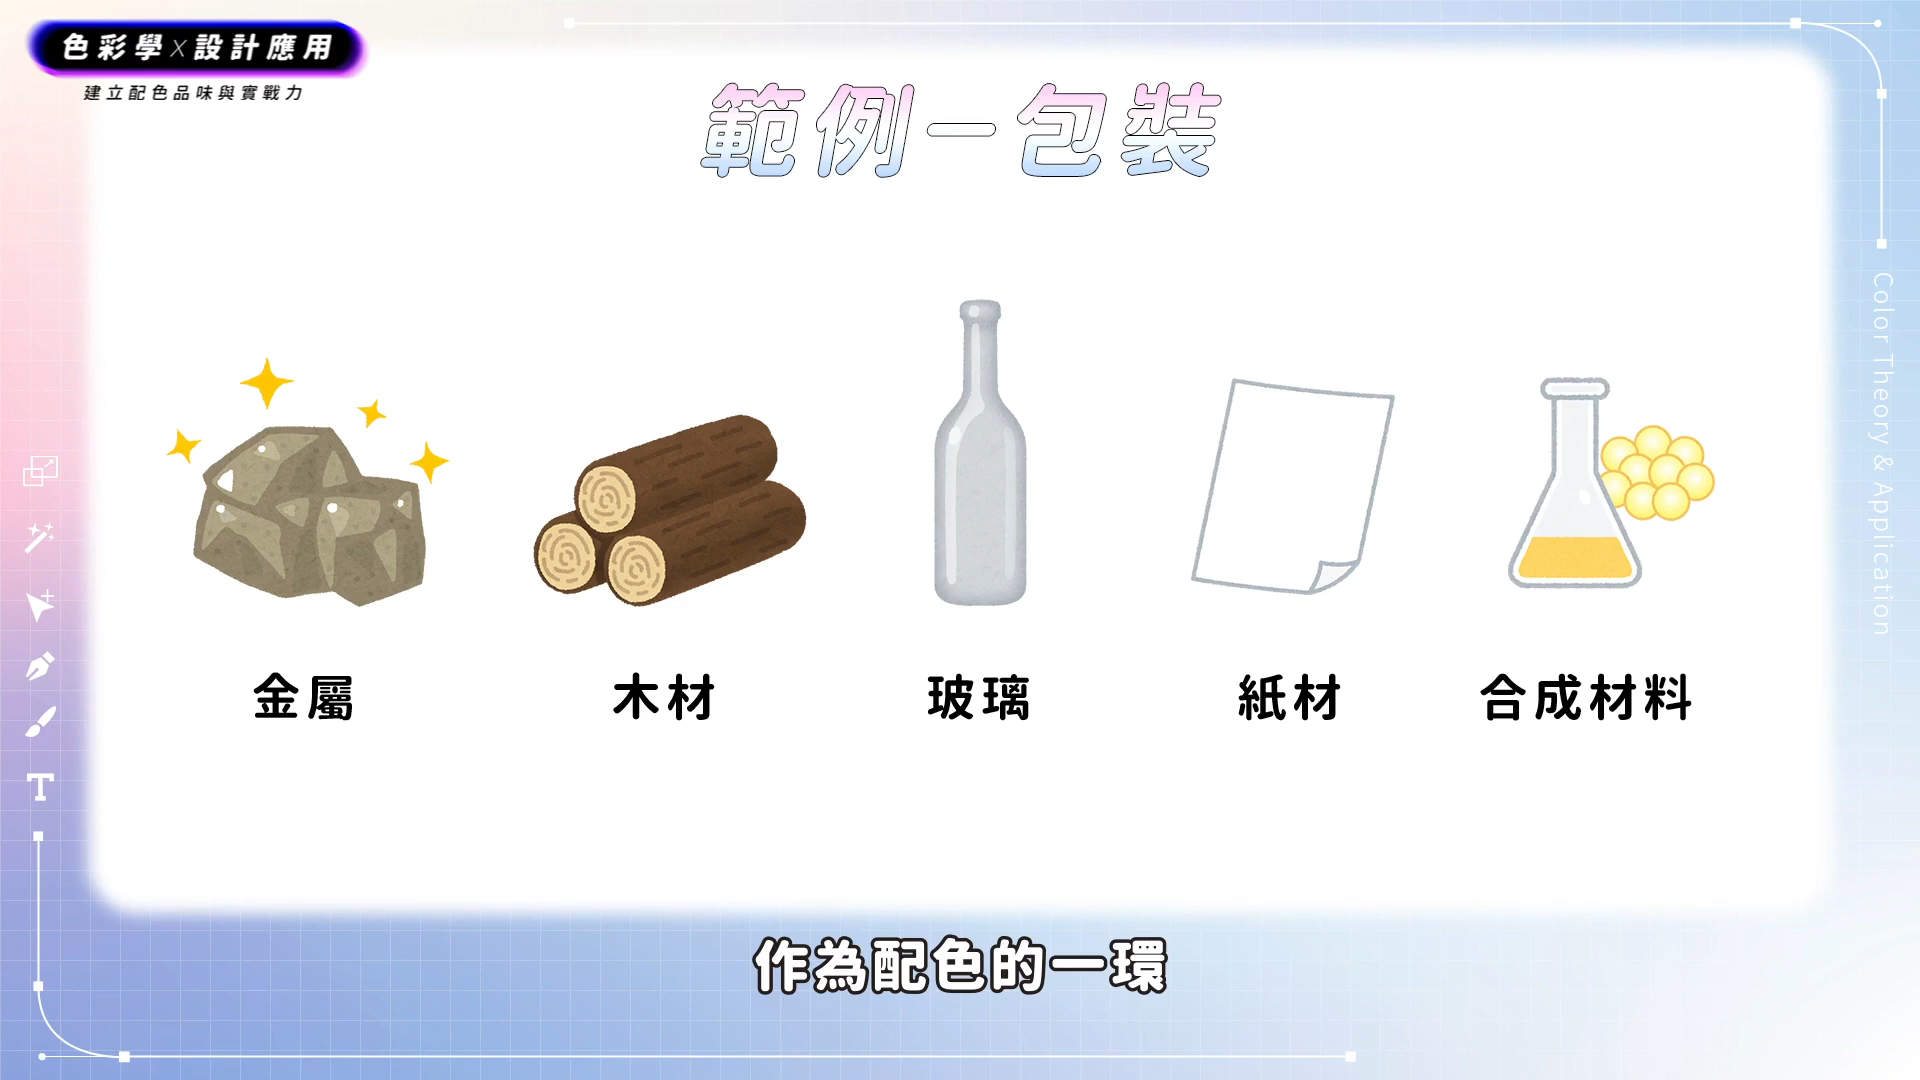 色彩學x設計應用
建立配色品味與實戰力
範例—包裝
金屬
木材
玻璃
紙材
合成材料
作為配色的一環
Color Theory & Application